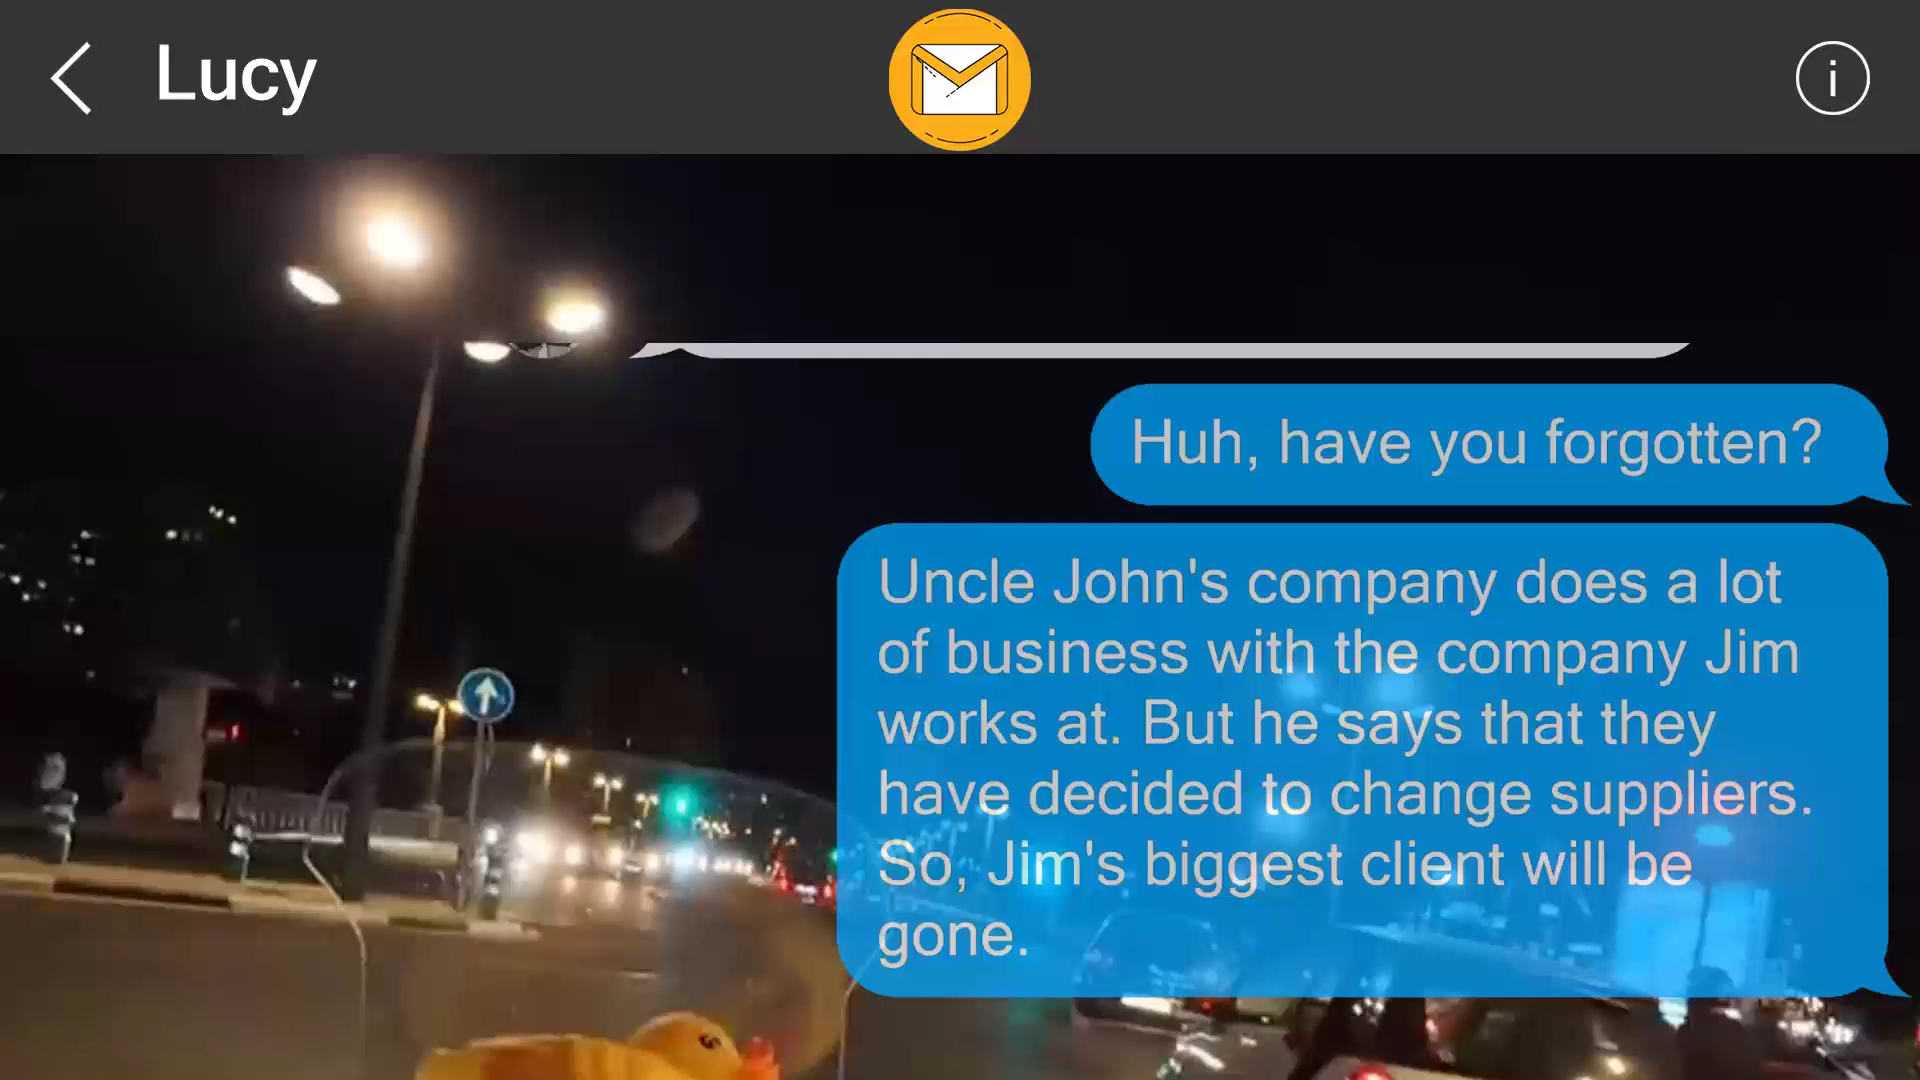 Lucy
i
Huh, have you forgotten?
Uncle John's company does a lot
of business with the company Jim
works at. But he says that they
have decided to change suppliers.
So, Jim's biggest client will be
gone.